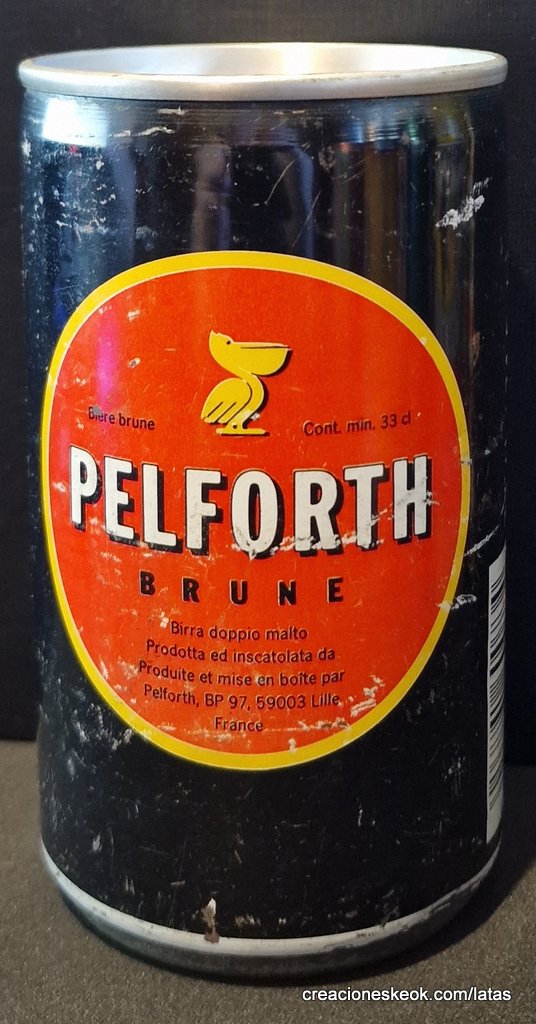 Bière brune
Cont. min. 33 cl
PELFORTH
BRUNE
Birra doppio malto
Prodotta ed inscatolata da
Produite et mise en boîte par
Pelforth, BP 97, 59003 Lille
France
creacioneskeok.com/latas